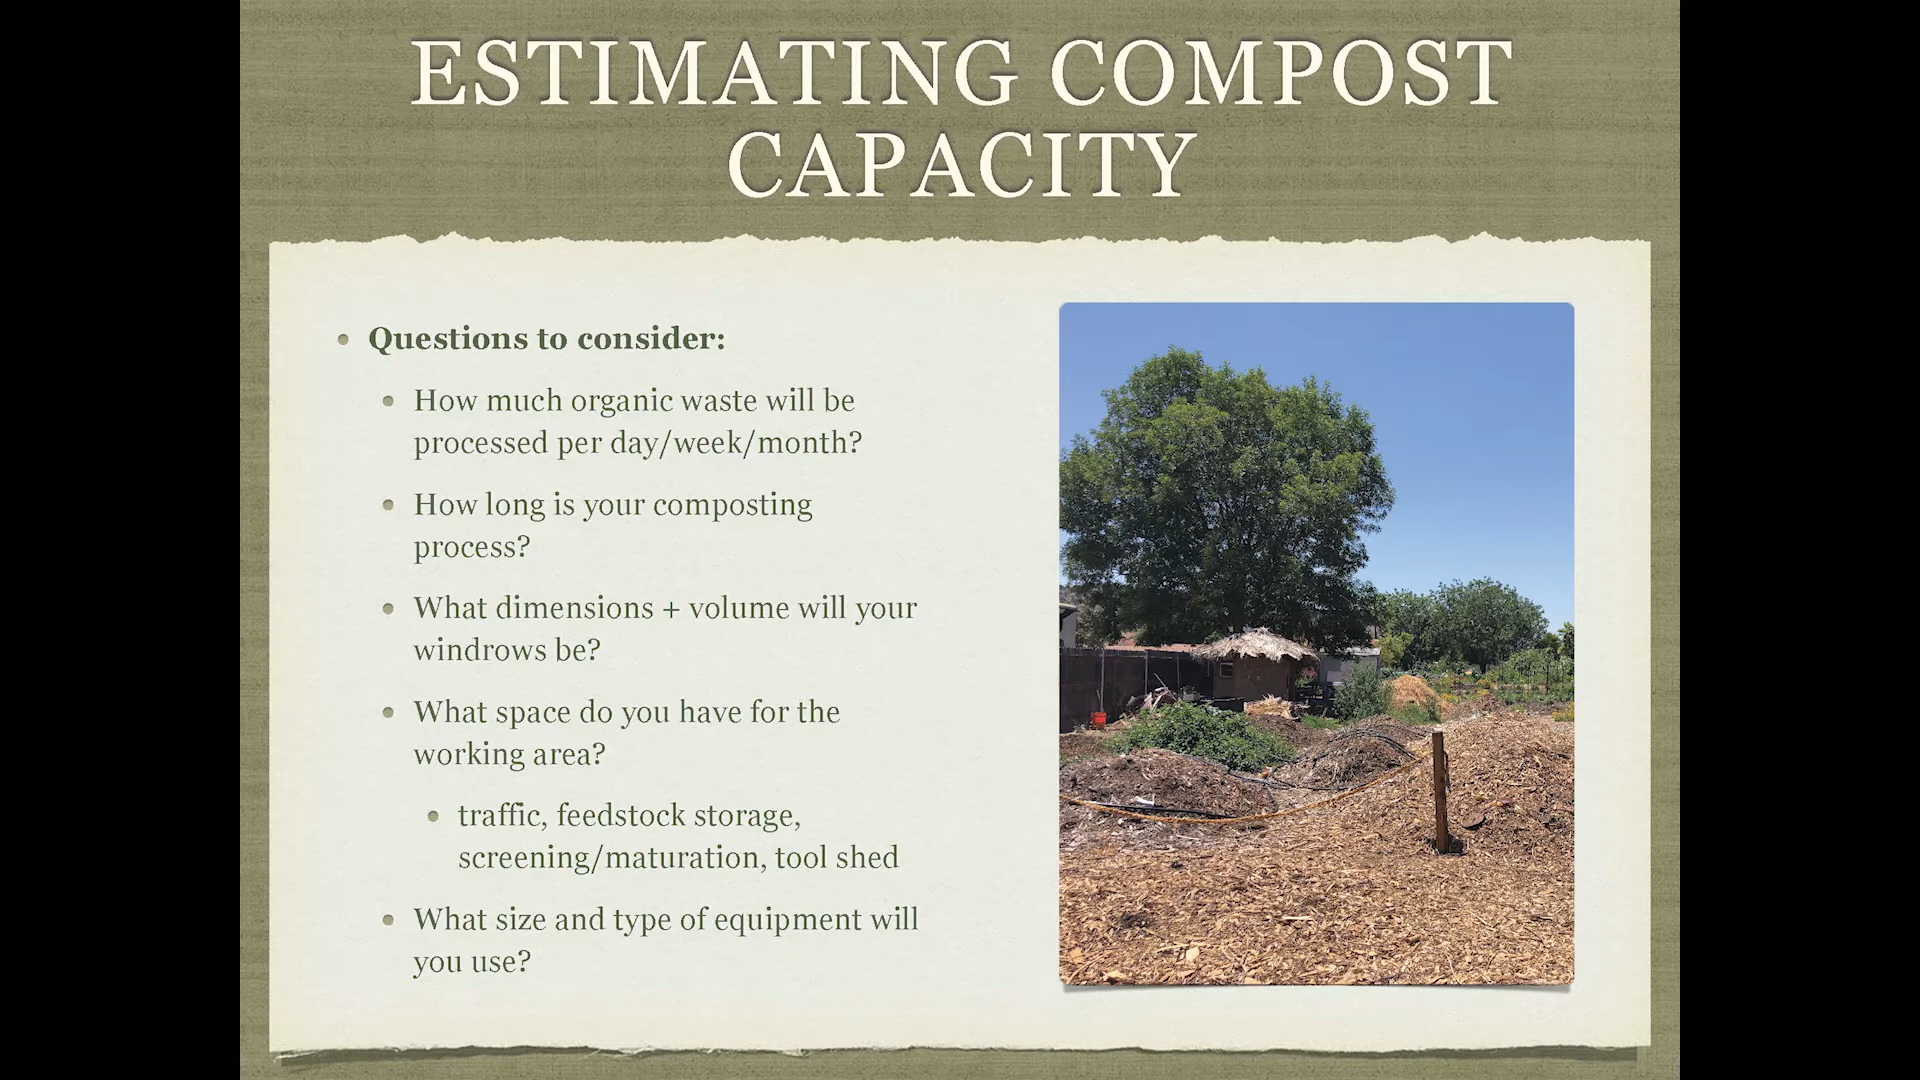 ESTIMATING COMPOST
CAPACITY
Questions to consider:
How much organic waste will be
processed per day/week/month?
How long is your composting
process?
What dimensions + volume will your
windrows be?
What space do you have for the
working area?
traffic, feedstock storage,
screening/maturation, tool shed
What size and type of equipment will
you use?